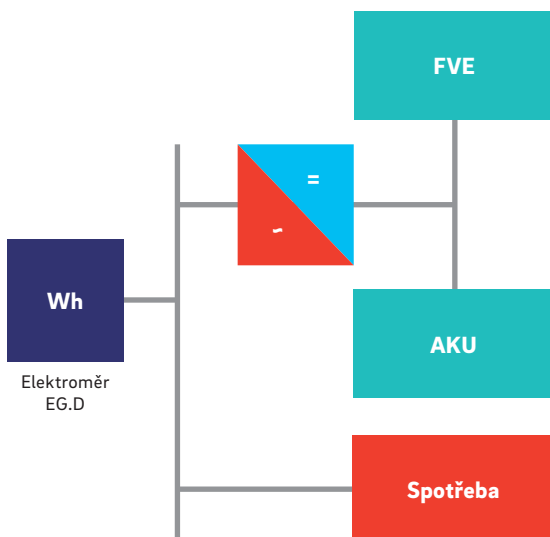 FVE
=
~
Wh
Elektroměr
EG.D
AKU
Spotřeba